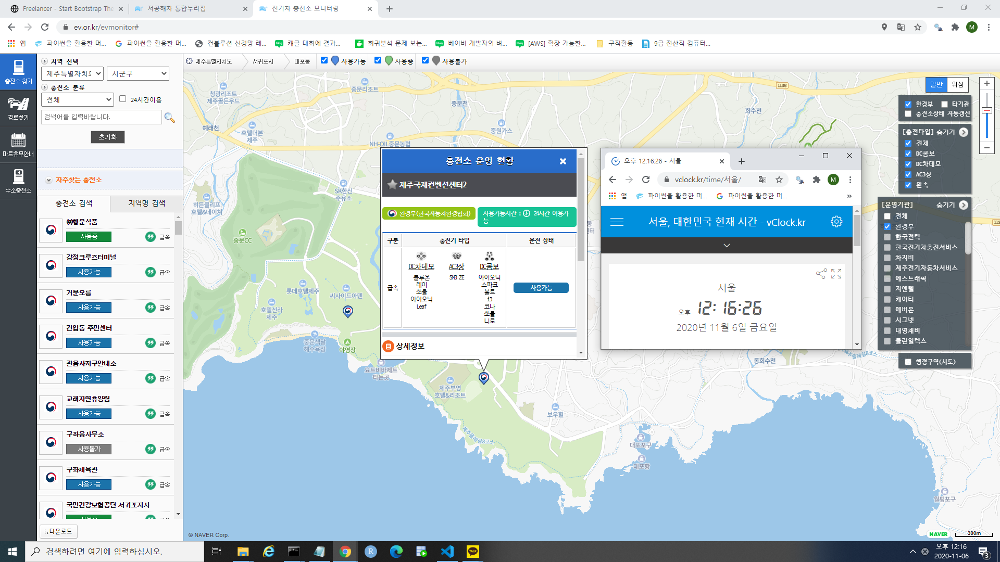 Freelancer - Start Bootstrap The
저공해차 통합누리집
전기차 충전소 모니터링
ev.or.kr/evmonitor#
M
앱
파이썬을 활용한 머...
파이썬을 활용한 머...
컨볼루션 신경망 레...
캐글 대회에 결과...
회귀분석 문제 보는...
베이비 개발자의 벼...
[AWS] 확장 가능한...
구직활동
9급 전산직 컴퓨터...
충전소 찾기
경로찾기
마트휴무안내
수소충전소
지역 선택
제주특별자치도
시군구
충전소 분류
전체
24시간이용
검색어를 입력바랍니다.
초기화
자주찾는 충전소
충전소 검색
지역명 검색
㈜행운식품
사용중
급속
강정크루즈터미널
사용가능
급속
거문오름
사용가능
급속
건입동 주민센터
사용가능
급속
관음사지구안내소
사용가능
급속
교래자연휴양림
사용가능
급속
구좌읍사무소
사용불가
급속
구좌체육관
사용가능
급속
국민건강보험공단 서귀포지사
사용중
급속
다운로드
제주특별자치도
서귀포시
대포동
사용가능
사용중
사용불가
청광리조트
제주골든우드
중문리조트
중문천
회수천
1136
예래천
호텔더본
제주
중원가스
NH-OIL중문농협
SK한신
주유소
히든클리프
호텔&네이쳐
중문CC
롯데호텔제주
씨사이드아덴
호텔신라
제주
중문색달
해수욕장
야영장
요트비바제트
타는곳
제주부영
호텔&리조트
보우힐
제주올레길8코스
대포포구
대포항
동회수천
제주올레길8코스
월평포구
충전소 운영 현황
제주국제컨벤션센터2
환경부(한국자동차환경협회)
사용가능시간 : 24시간 이용가
능
구분
충전기 타입
운전 상태
급속
DC차데모
블루온
레이
쏘울
아이오닉
Leaf
AC3상
SM3 ZE
DC콤보
아이오닉
스파크
볼트
i3
코나
쏘울
니로
사용가능
상세정보
오후 12:16:26 - 서울
vclock.kr/time/서울/
M
앱
파이썬을 활용한 머...
파이썬을 활용한 머...
»
서울, 대한민국 현재 시간 - vClock.kr
서울
오후 12:16:26
2020년 11월 6일 금요일
일반
위성
환경부
타기관
충전소상태 자동갱신
[충전타입] 숨기기
전체
DC콤보
DC차데모
AC3상
완속
[운영기관] 숨기기
전체
환경부
한국전력
한국전기차충전서비스
차지비
제주전기자동차서비스
에스트래픽
지엔텔
케이티
에버온
시그넷
대영채비
클린일렉스
행정구역(시도)
© NAVER Corp.
NAVER
300m
검색하려면 여기에 입력하십시오.
R
TALK
오후 12:16
2020-11-06
3